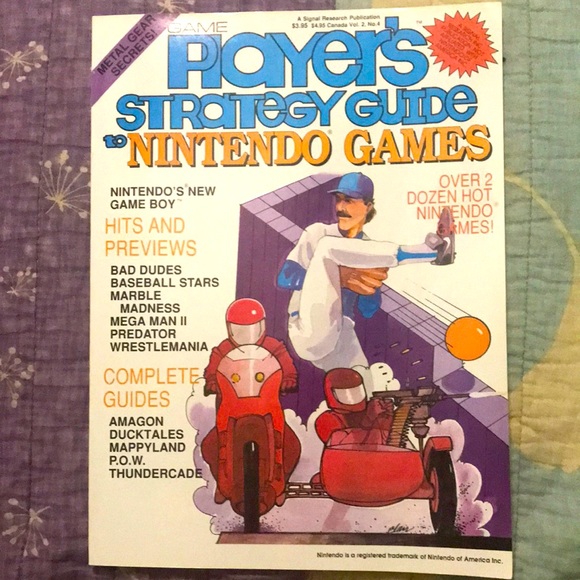 METAL GEAR
SECRETS!
GAME
A Signal Research Publication
$3.95 $4.95 Canada Vol. 2, No.4
Player's™
STRATEGY GUIDE
to NINTENDO® GAMES
NINTENDO'S® NEW
GAME BOY™
HITS AND
PREVIEWS
BAD DUDES
BASEBALL STARS
MARBLE
MADNESS
MEGA MAN II
PREDATOR
WRESTLEMANIA
COMPLETE
GUIDES
AMAGON
DUCKTALES
MAPPYLAND
P.O.W.
THUNDERCADE
OVER 2
DOZEN HOT
NINTENDO®
GAMES!
Nintendo is a registered trademark of Nintendo of America Inc.